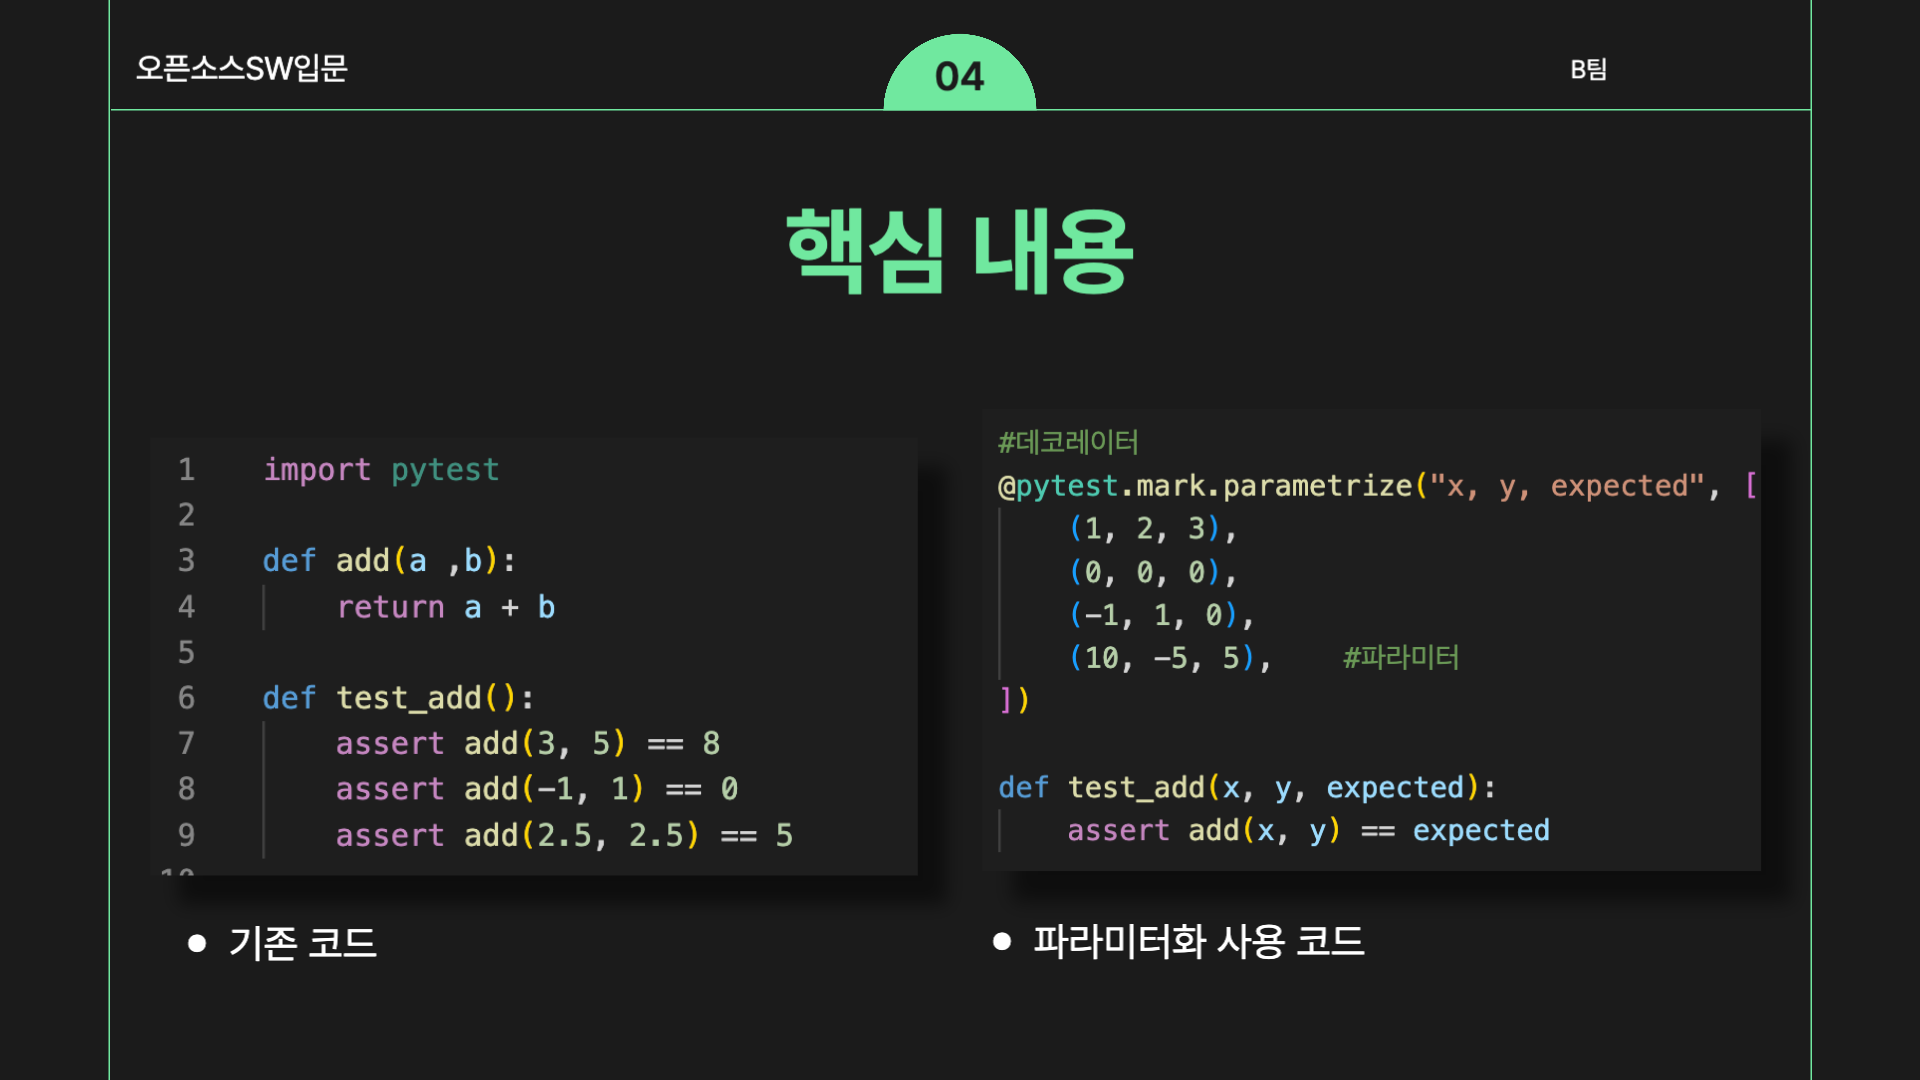 오픈소스SW입문
04
B팀
핵심 내용
1 import pytest
2
3 def add(a ,b):
4 return a + b
5
6 def test_add():
7 assert add(3, 5) == 8
8 assert add(-1, 1) == 0
9 assert add(2.5, 2.5) == 5
10
기존 코드
#데코레이터
@pytest.mark.parametrize("x, y, expected", [
(1, 2, 3),
(0, 0, 0),
(-1, 1, 0),
(10, -5, 5), #파라미터
])
def test_add(x, y, expected):
assert add(x, y) == expected
파라미터화 사용 코드